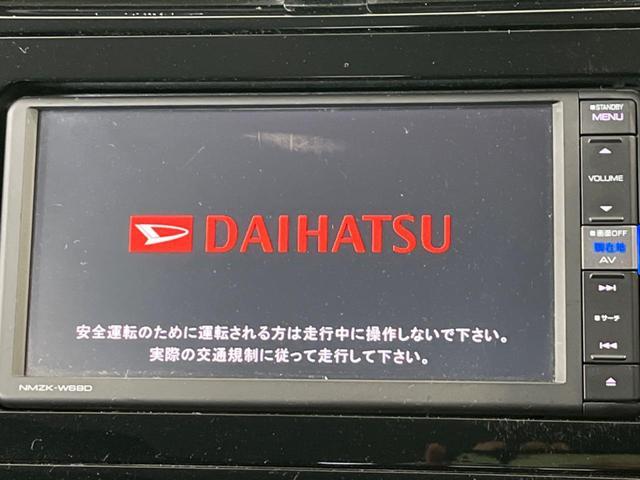 ■STANDBY
MENU
VOLUME
DAIHATSU
■画面OFF
現在地
AV
■サーチ
安全運転のために運転される方は走行中に操作しないで下さい。
実際の交通規制に従って走行して下さい。
NMZK-W68D